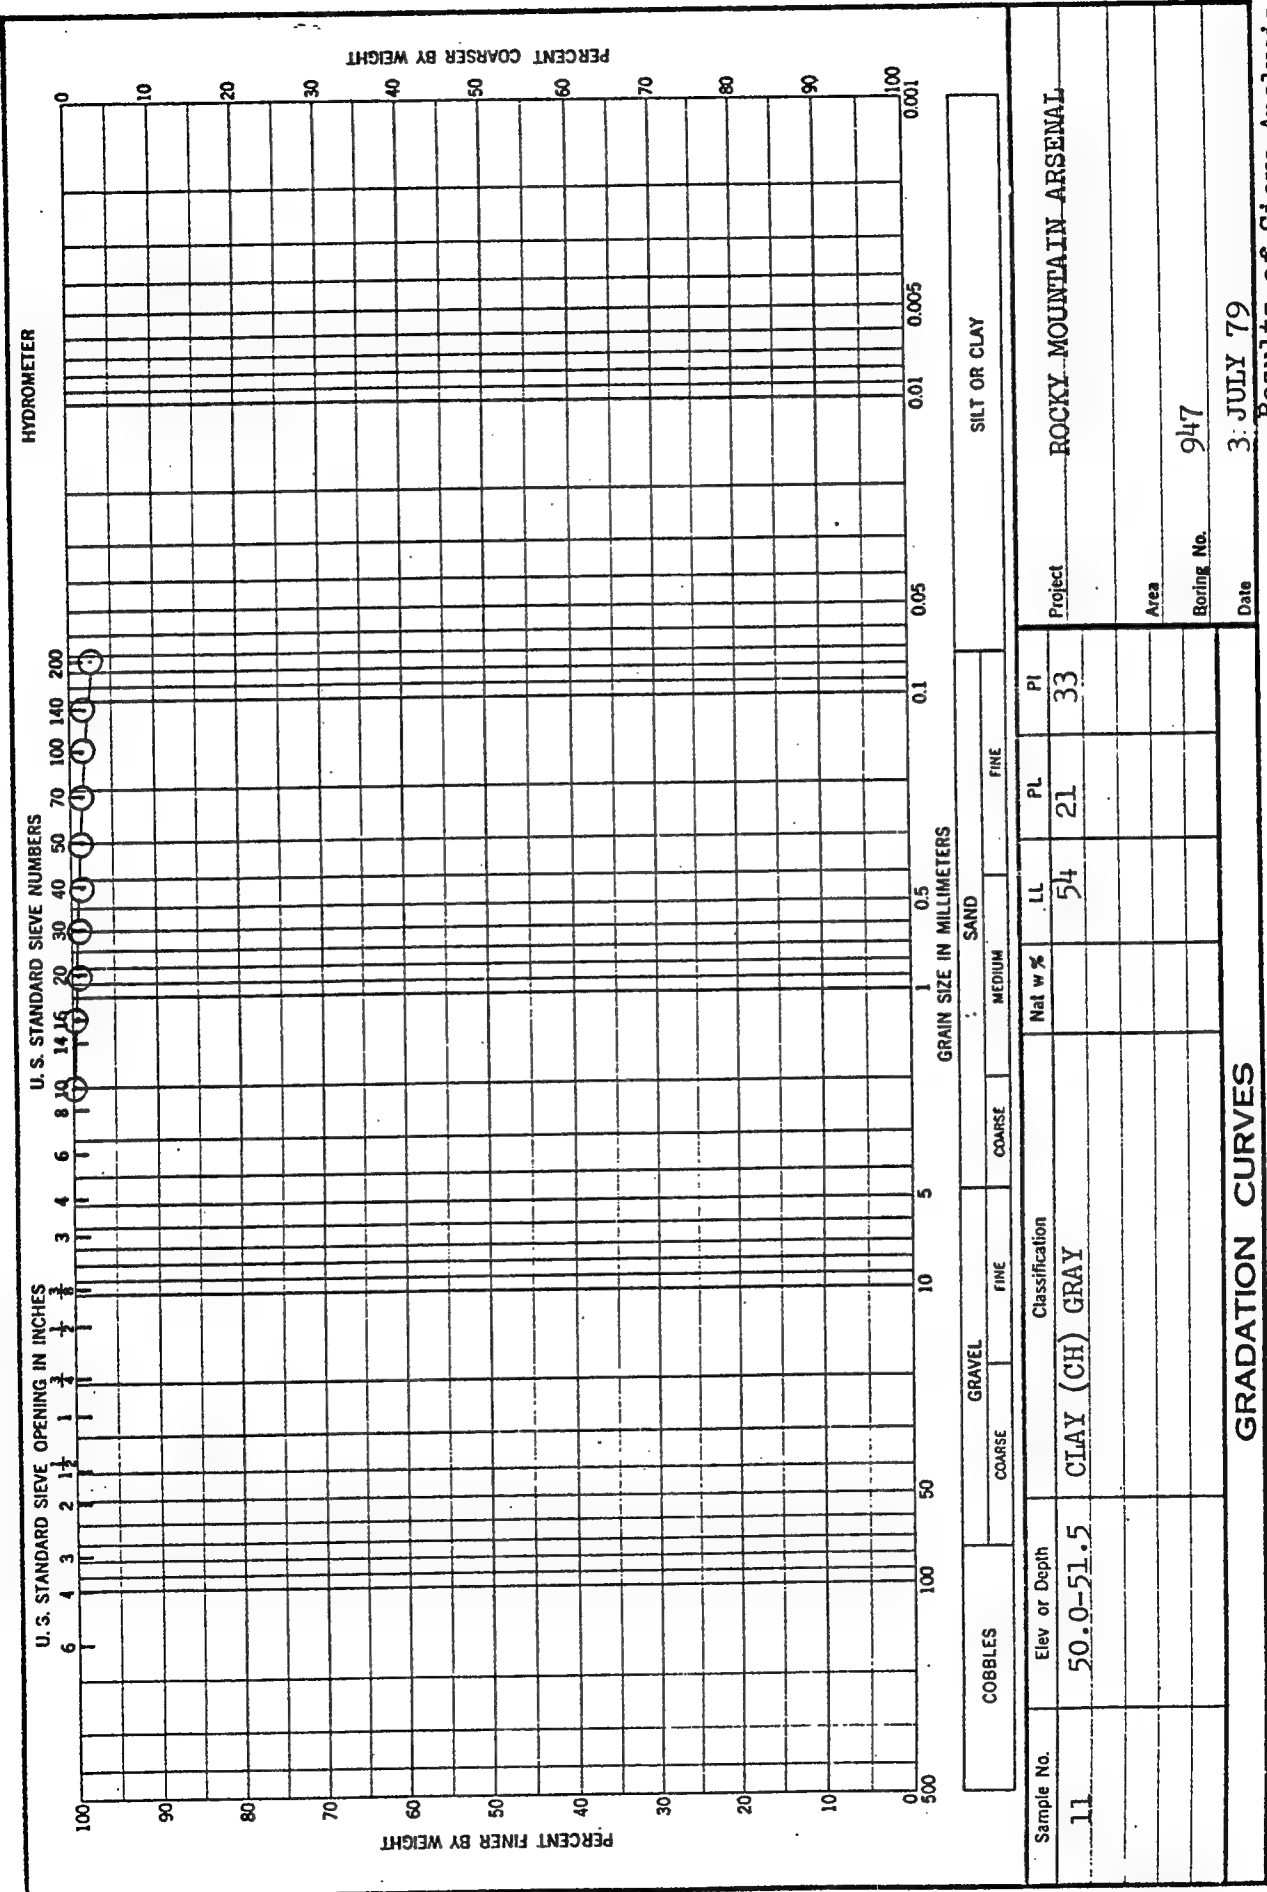 U. S. STANDARD SIEVE OPENING IN INCHES
U. S. STANDARD SIEVE NUMBERS
HYDROMETER
6 4 3 2 1½ 1 ¾ ½ ⅜ 3 4 6 8 10 14 16 20 30 40 50 70 100 140 200
PERCENT FINER BY WEIGHT
100
90
80
70
60
50
40
30
20
10
0
PERCENT COARSER BY WEIGHT
0
10
20
30
40
50
60
70
80
90
100
500 100 50 10 5 1 0.5 0.1 0.05 0.01 0.005 0.001
GRAIN SIZE IN MILLIMETERS
COBBLES GRAVEL SAND SILT OR CLAY
COARSE FINE COARSE MEDIUM FINE
Sample No. Elev or Depth Classification Nat w % LL PL PI
11 50.0-51.5 CLAY (CH) GRAY 54 21 33
Project ROCKY MOUNTAIN ARSENAL
Area
Boring No. 947
Date 3 JULY 79
GRADATION CURVES
Results of Sieve Analysis